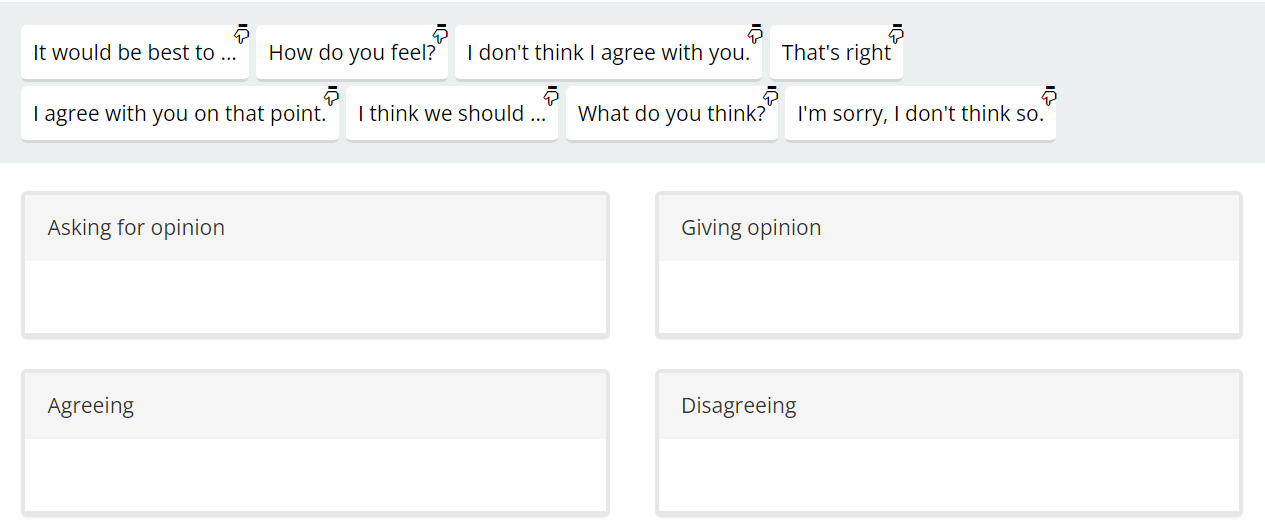 It would be best to ... How do you feel? I don't think I agree with you. That's right
I agree with you on that point. I think we should ... What do you think? I'm sorry, I don't think so.
Asking for opinion
Giving opinion
Agreeing
Disagreeing